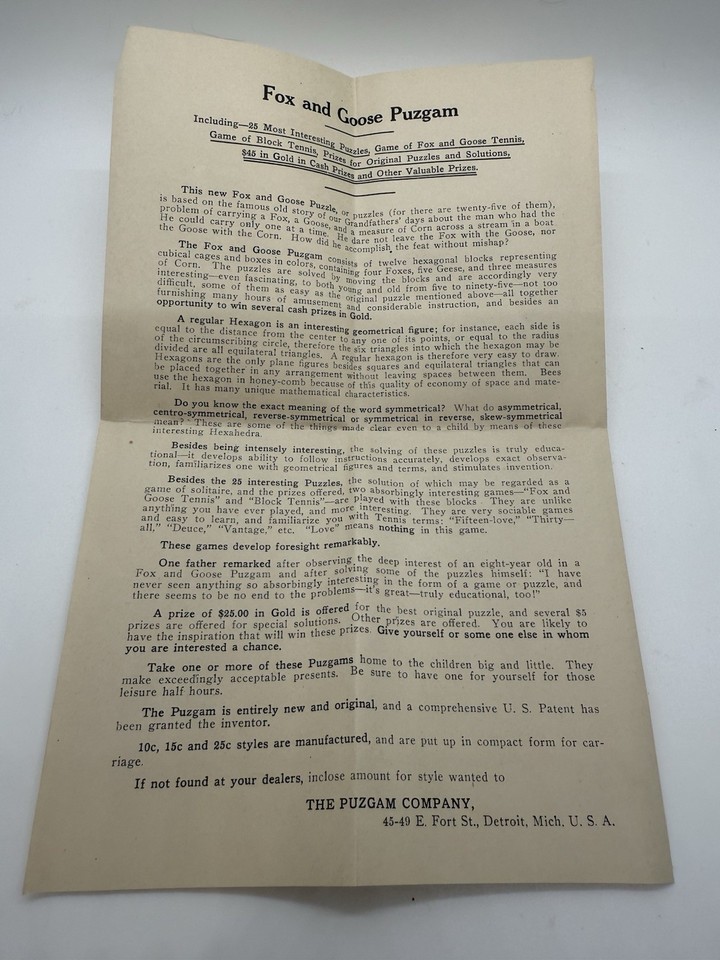 Fox and Goose Puzgam
Including—25 Most Interesting Puzzles, Game of Fox and Goose Tennis,
Game of Block Tennis, Prizes for Original Puzzles and Solutions,
$45 in Gold in Cash Prizes and Other Valuable Prizes.
This new Fox and Goose Puzzle, or puzzles (for there are twenty-five of them),
is based on the famous old story of our Grandfathers' days about the man who had the
problem of carrying a Fox, a Goose, and a measure of Corn across a stream in a boat
He could carry only one at a time. He dare not leave the Fox with the Goose, nor
the Goose with the Corn. How did he accomplish the feat without mishap?
The Fox and Goose Puzgam consists of twelve hexagonal blocks representing
cubical cages and boxes in colors, containing four Foxes, five Geese, and three measures
of Corn. The puzzles are solved by moving the blocks and are accordingly very
interesting—even fascinating, to both young and old from five to ninety-five—not too
difficult, some of them as easy as the original puzzle mentioned above—all together
furnishing many hours of amusement and considerable instruction, and besides an
opportunity to win several cash prizes in Gold.
A regular Hexagon is an interesting geometrical figure; for instance, each side is
equal to the distance from the center to any one of its points, or equal to the radius
of the circumscribing circle, therefore the six triangles into which the hexagon may be
divided are all equilateral triangles. A regular hexagon is therefore very easy to draw.
Hexagons are the only plane figures besides squares and equilateral triangles that can
be placed together in any arrangement without leaving spaces between them. Bees
use the hexagon in honey-comb because of this quality of economy of space and mate-
rial. It has many unique mathematical characteristics.
Do you know the exact meaning of the word symmetrical? What do asymmetrical,
centro-symmetrical, reverse-symmetrical or symmetrical in reverse, skew-symmetrical
mean? These are some of the things made clear even to a child by means of these
interesting Hexahedra.
Besides being intensely interesting, the solving of these puzzles is truly educa-
tional—it develops ability to follow instructions accurately, develops exact observa-
tion, familiarizes one with geometrical figures and terms, and stimulates invention.
Besides the 25 interesting Puzzles, the solution of which may be regarded as a
game of solitaire, and the prizes offered, two absorbingly interesting games—"Fox and
Goose Tennis" and "Block Tennis"—are played with these blocks They are unlike
anything you have ever played, and more interesting. They are very sociable games
and easy to learn, and familiarize you with Tennis terms: "Fifteen-love," "Thirty—
all," "Deuce," "Vantage," etc. "Love" means nothing in this game.
These games develop foresight remarkably.
One father remarked after observing the deep interest of an eight-year old in a
Fox and Goose Puzgam and after solving some of the puzzles himself: "I have
never seen anything so absorbingly interesting in the form of a game or puzzle, and
there seems to be no end to the problems—it's great—truly educational, too!"
A prize of $25.00 in Gold is offered for the best original puzzle, and several $5
prizes are offered for special solutions. Other prizes are offered. You are likely to
have the inspiration that will win these prizes. Give yourself or some one else in whom
you are interested a chance.
Take one or more of these Puzgams home to the children big and little. They
make exceedingly acceptable presents. Be sure to have one for yourself for those
leisure half hours.
The Puzgam is entirely new and original, and a comprehensive U. S. Patent has
been granted the inventor.
10c, 15c and 25c styles are manufactured, and are put up in compact form for car-
riage.
If not found at your dealers, inclose amount for style wanted to
THE PUZGAM COMPANY,
45-49 E. Fort St., Detroit, Mich. U. S. A.